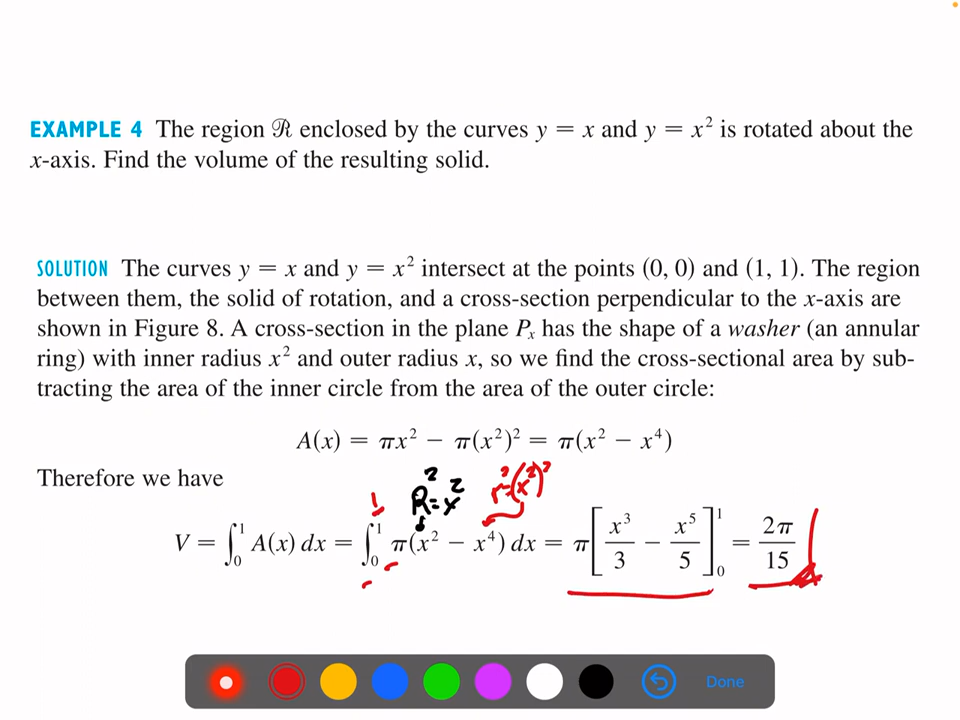 EXAMPLE 4 The region ℛ enclosed by the curves y = x and y = x² is rotated about the
x-axis. Find the volume of the resulting solid.
SOLUTION The curves y = x and y = x² intersect at the points (0, 0) and (1, 1). The region
between them, the solid of rotation, and a cross-section perpendicular to the x-axis are
shown in Figure 8. A cross-section in the plane Pₓ has the shape of a washer (an annular
ring) with inner radius x² and outer radius x, so we find the cross-sectional area by sub-
tracting the area of the inner circle from the area of the outer circle:
A(x) = πx² − π(x²)² = π(x² − x⁴)
Therefore we have
1 R² = x² r² = (x²)²
V = ∫₀¹ A(x) dx = ∫₀¹ π(x² − x⁴) dx = π[x³/3 − x⁵/5]₀¹ = 2π/15
Done